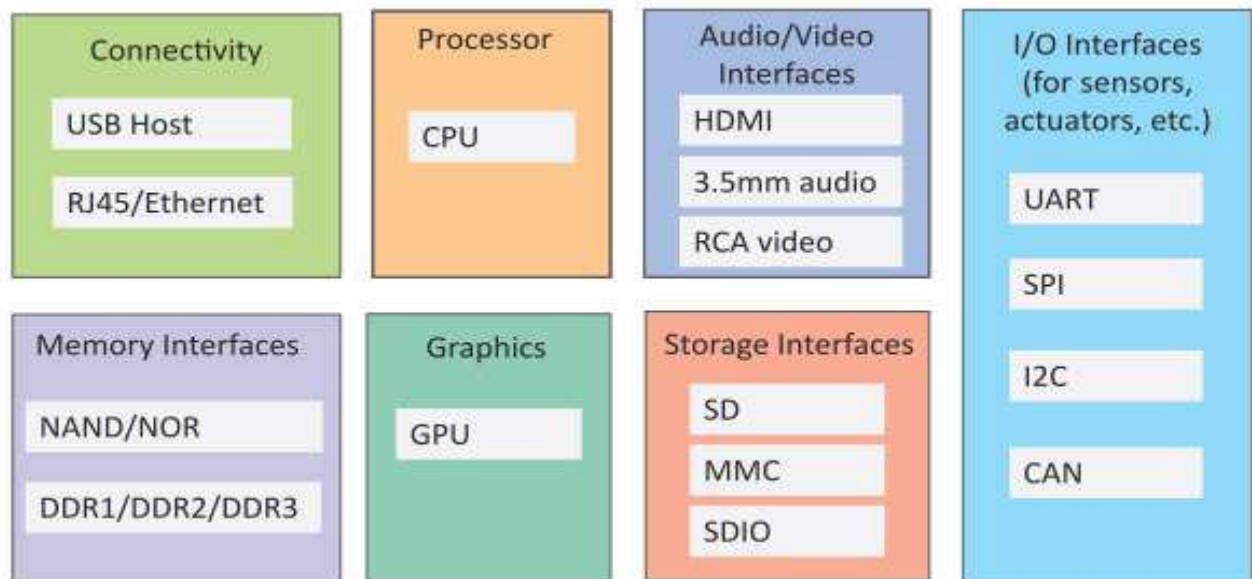 Connectivity
USB Host
RJ45/Ethernet
Processor
CPU
Audio/Video
Interfaces
HDMI
3.5mm audio
RCA video
I/O Interfaces
(for sensors,
actuators, etc.)
UART
SPI
I2C
CAN
Memory Interfaces
NAND/NOR
DDR1/DDR2/DDR3
Graphics
GPU
Storage Interfaces
SD
MMC
SDIO